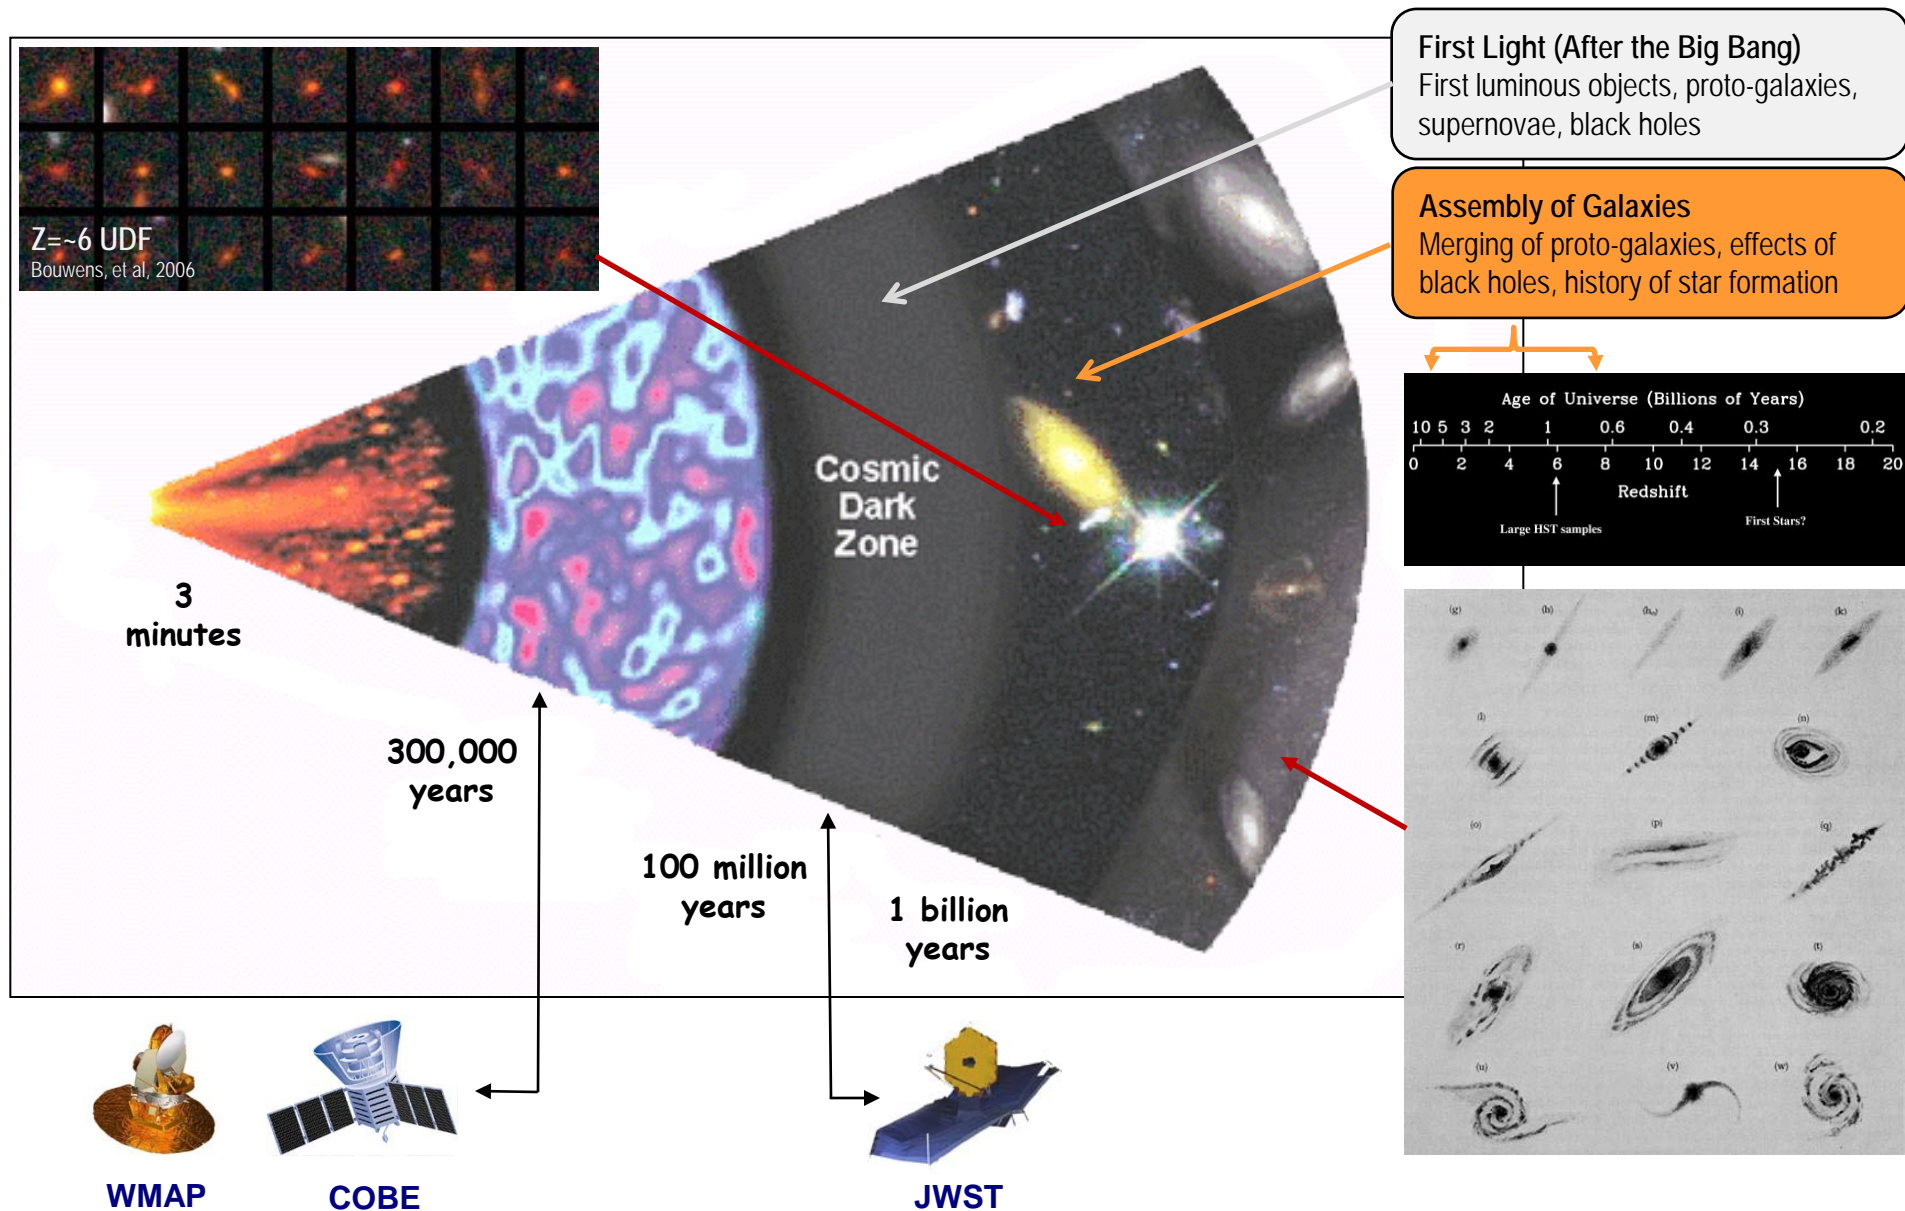 First Light (After the Big Bang)
First luminous objects, proto-galaxies,
supernovae, black holes
Assembly of Galaxies
Merging of proto-galaxies, effects of
black holes, history of star formation
Z=~6 UDF
Bouwens, et al, 2006
Cosmic
Dark
Zone
3
minutes
300,000
years
100 million
years
1 billion
years
WMAP
COBE
JWST
Age of Universe (Billions of Years)
10 5 3 2 1 0.6 0.4 0.3 0.2
0 2 4 6 8 10 12 14 16 18 20
Redshift
Large HST samples
First Stars?
(g) (h) (i) (k)
(l) (m) (n)
(o) (p) (q)
(r) (s) (t)
(u) (v) (w)